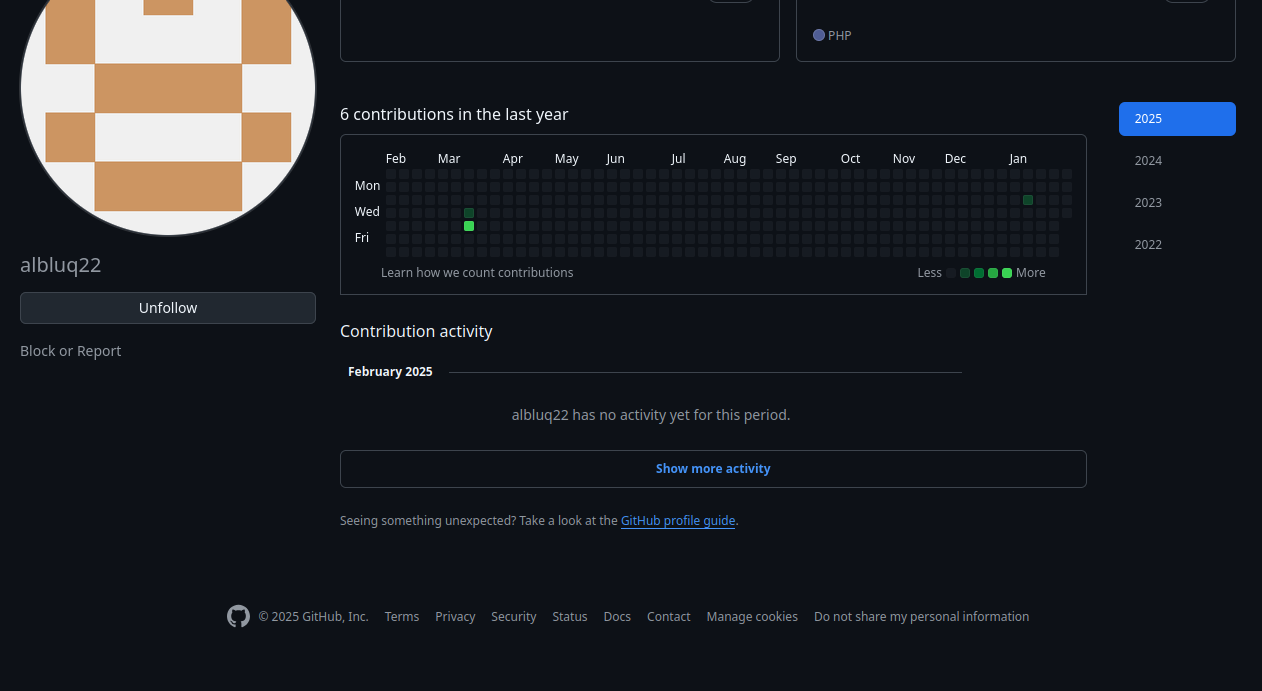 PHP
6 contributions in the last year
2025
2024
2023
2022
Feb Mar Apr May Jun Jul Aug Sep Oct Nov Dec Jan
Mon
Wed
Fri
Learn how we count contributions
Less More
albluq22
Unfollow
Block or Report
Contribution activity
February 2025
albluq22 has no activity yet for this period.
Show more activity
Seeing something unexpected? Take a look at the GitHub profile guide.
© 2025 GitHub, Inc. Terms Privacy Security Status Docs Contact Manage cookies Do not share my personal information